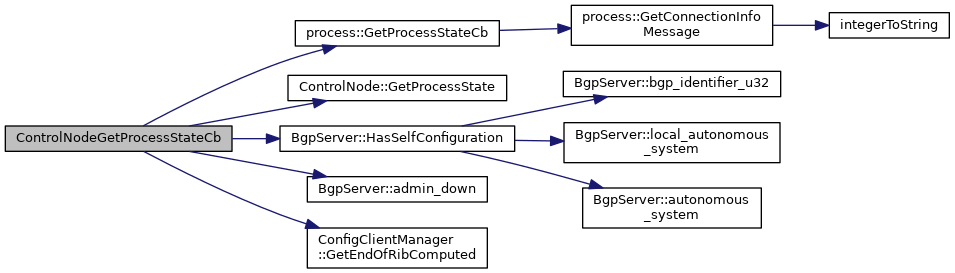 ControlNodeGetProcessStateCb
process::GetProcessStateCb
process::GetConnectionInfo
Message
integerToString
ControlNode::GetProcessState
BgpServer::HasSelfConfiguration
BgpServer::bgp_identifier_u32
BgpServer::local_autonomous
_system
BgpServer::autonomous
_system
BgpServer::admin_down
ConfigClientManager
::GetEndOfRibComputed